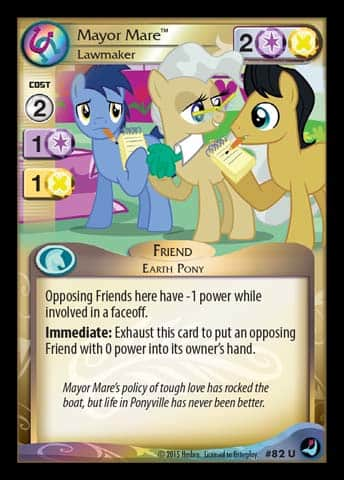 Mayor Mare™
Lawmaker
2
COST
2
1
1
FRIEND
EARTH PONY
Opposing Friends here have -1 power while
involved in a faceoff.
Immediate: Exhaust this card to put an opposing
Friend with 0 power into its owner's hand.
Mayor Mare's policy of tough love has rocked the
boat, but life in Ponyville has never been better.
© 2015 Hasbro. Licensed to Enterplay. #82 U